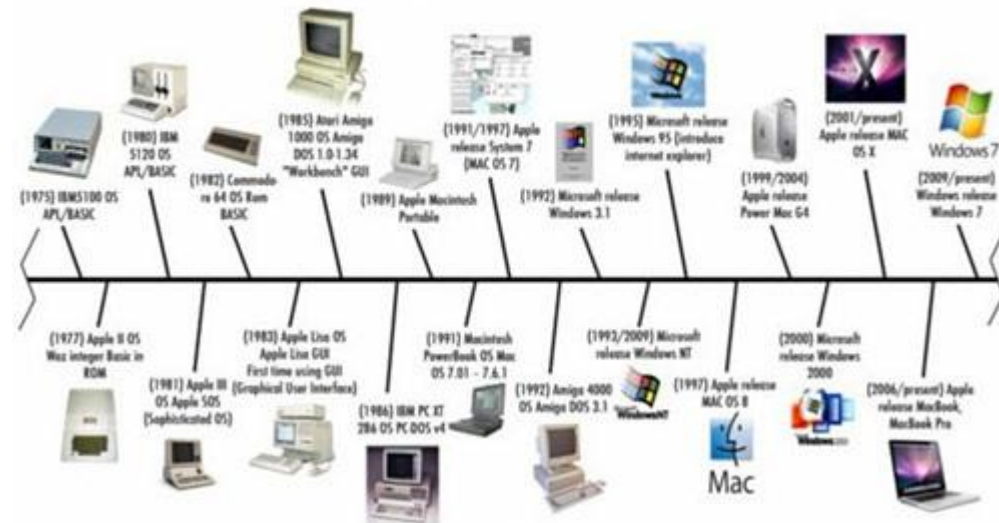 (1975) IBM5100 OS
APL/BASIC
(1980) IBM
5120 OS
APL/BASIC
(1982) Commodo
re 64 OS Rom
BASIC
(1985) Atari Amiga
1000 OS Amiga
DOS 1.0-1.34
"Workbench" GUI
(1989) Apple Macintosh
Portable
(1991/1997) Apple
release System 7
(MAC OS 7)
(1992) Microsoft release
Windows 3.1
(1995) Microsoft release
Windows 95 (introduce
internet explorer)
(1999/2004)
Apple release
Power Mac G4
X
(2001/present)
Apple release MAC
OS X
Windows 7
(2009/present)
Windows release
Windows 7
(1977) Apple II OS
Woz integer Basic in
ROM
(1981) Apple III
OS Apple SOS
(Sophisticated OS)
(1983) Apple Lisa OS
Apple Lisa GUI
First time using GUI
(Graphical User Interface)
(1986) IBM PC XT
286 OS PC-DOS v4
(1991) Macintosh
PowerBook OS Mac
OS 7.01 - 7.6.1
(1992) Amiga 4000
OS Amiga DOS 3.1
(1993/2009) Microsoft
release Windows NT
WindowsNT
(1997) Apple release
MAC OS 8
Mac
(2000) Microsoft
release Windows
2000
(2006/present) Apple
release MacBook,
MacBook Pro